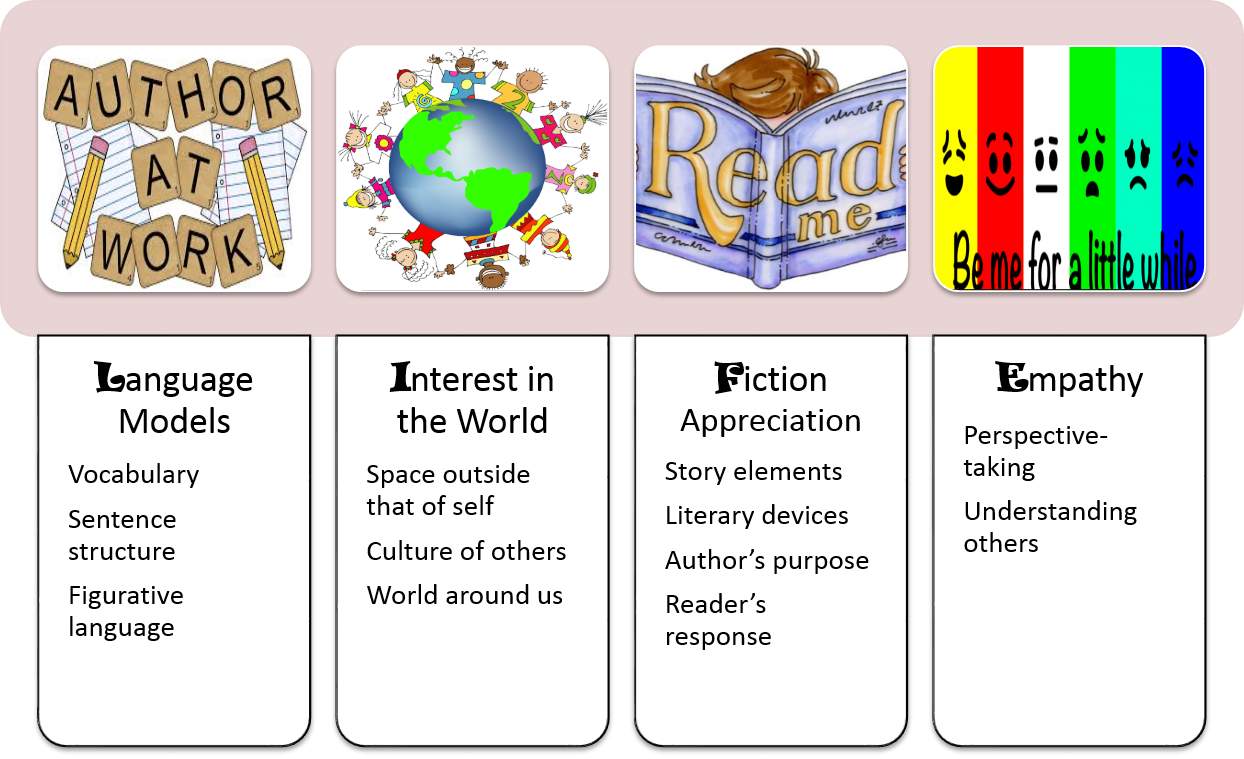 AUTHOR
AT
WORK
Read
me
Be me for a little while
Language
Models
Vocabulary
Sentence
structure
Figurative
language
Interest in
the World
Space outside
that of self
Culture of others
World around us
Fiction
Appreciation
Story elements
Literary devices
Author’s purpose
Reader’s
response
Empathy
Perspective-
taking
Understanding
others